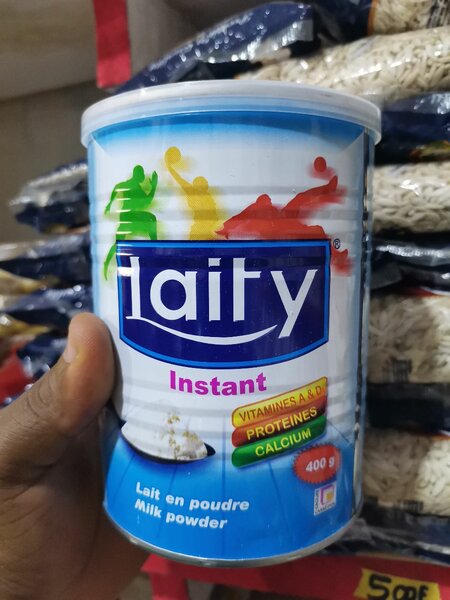 laity
®
Instant
VITAMINES A & D
PROTEINES
CALCIUM
400 g
Lait en poudre
Milk powder